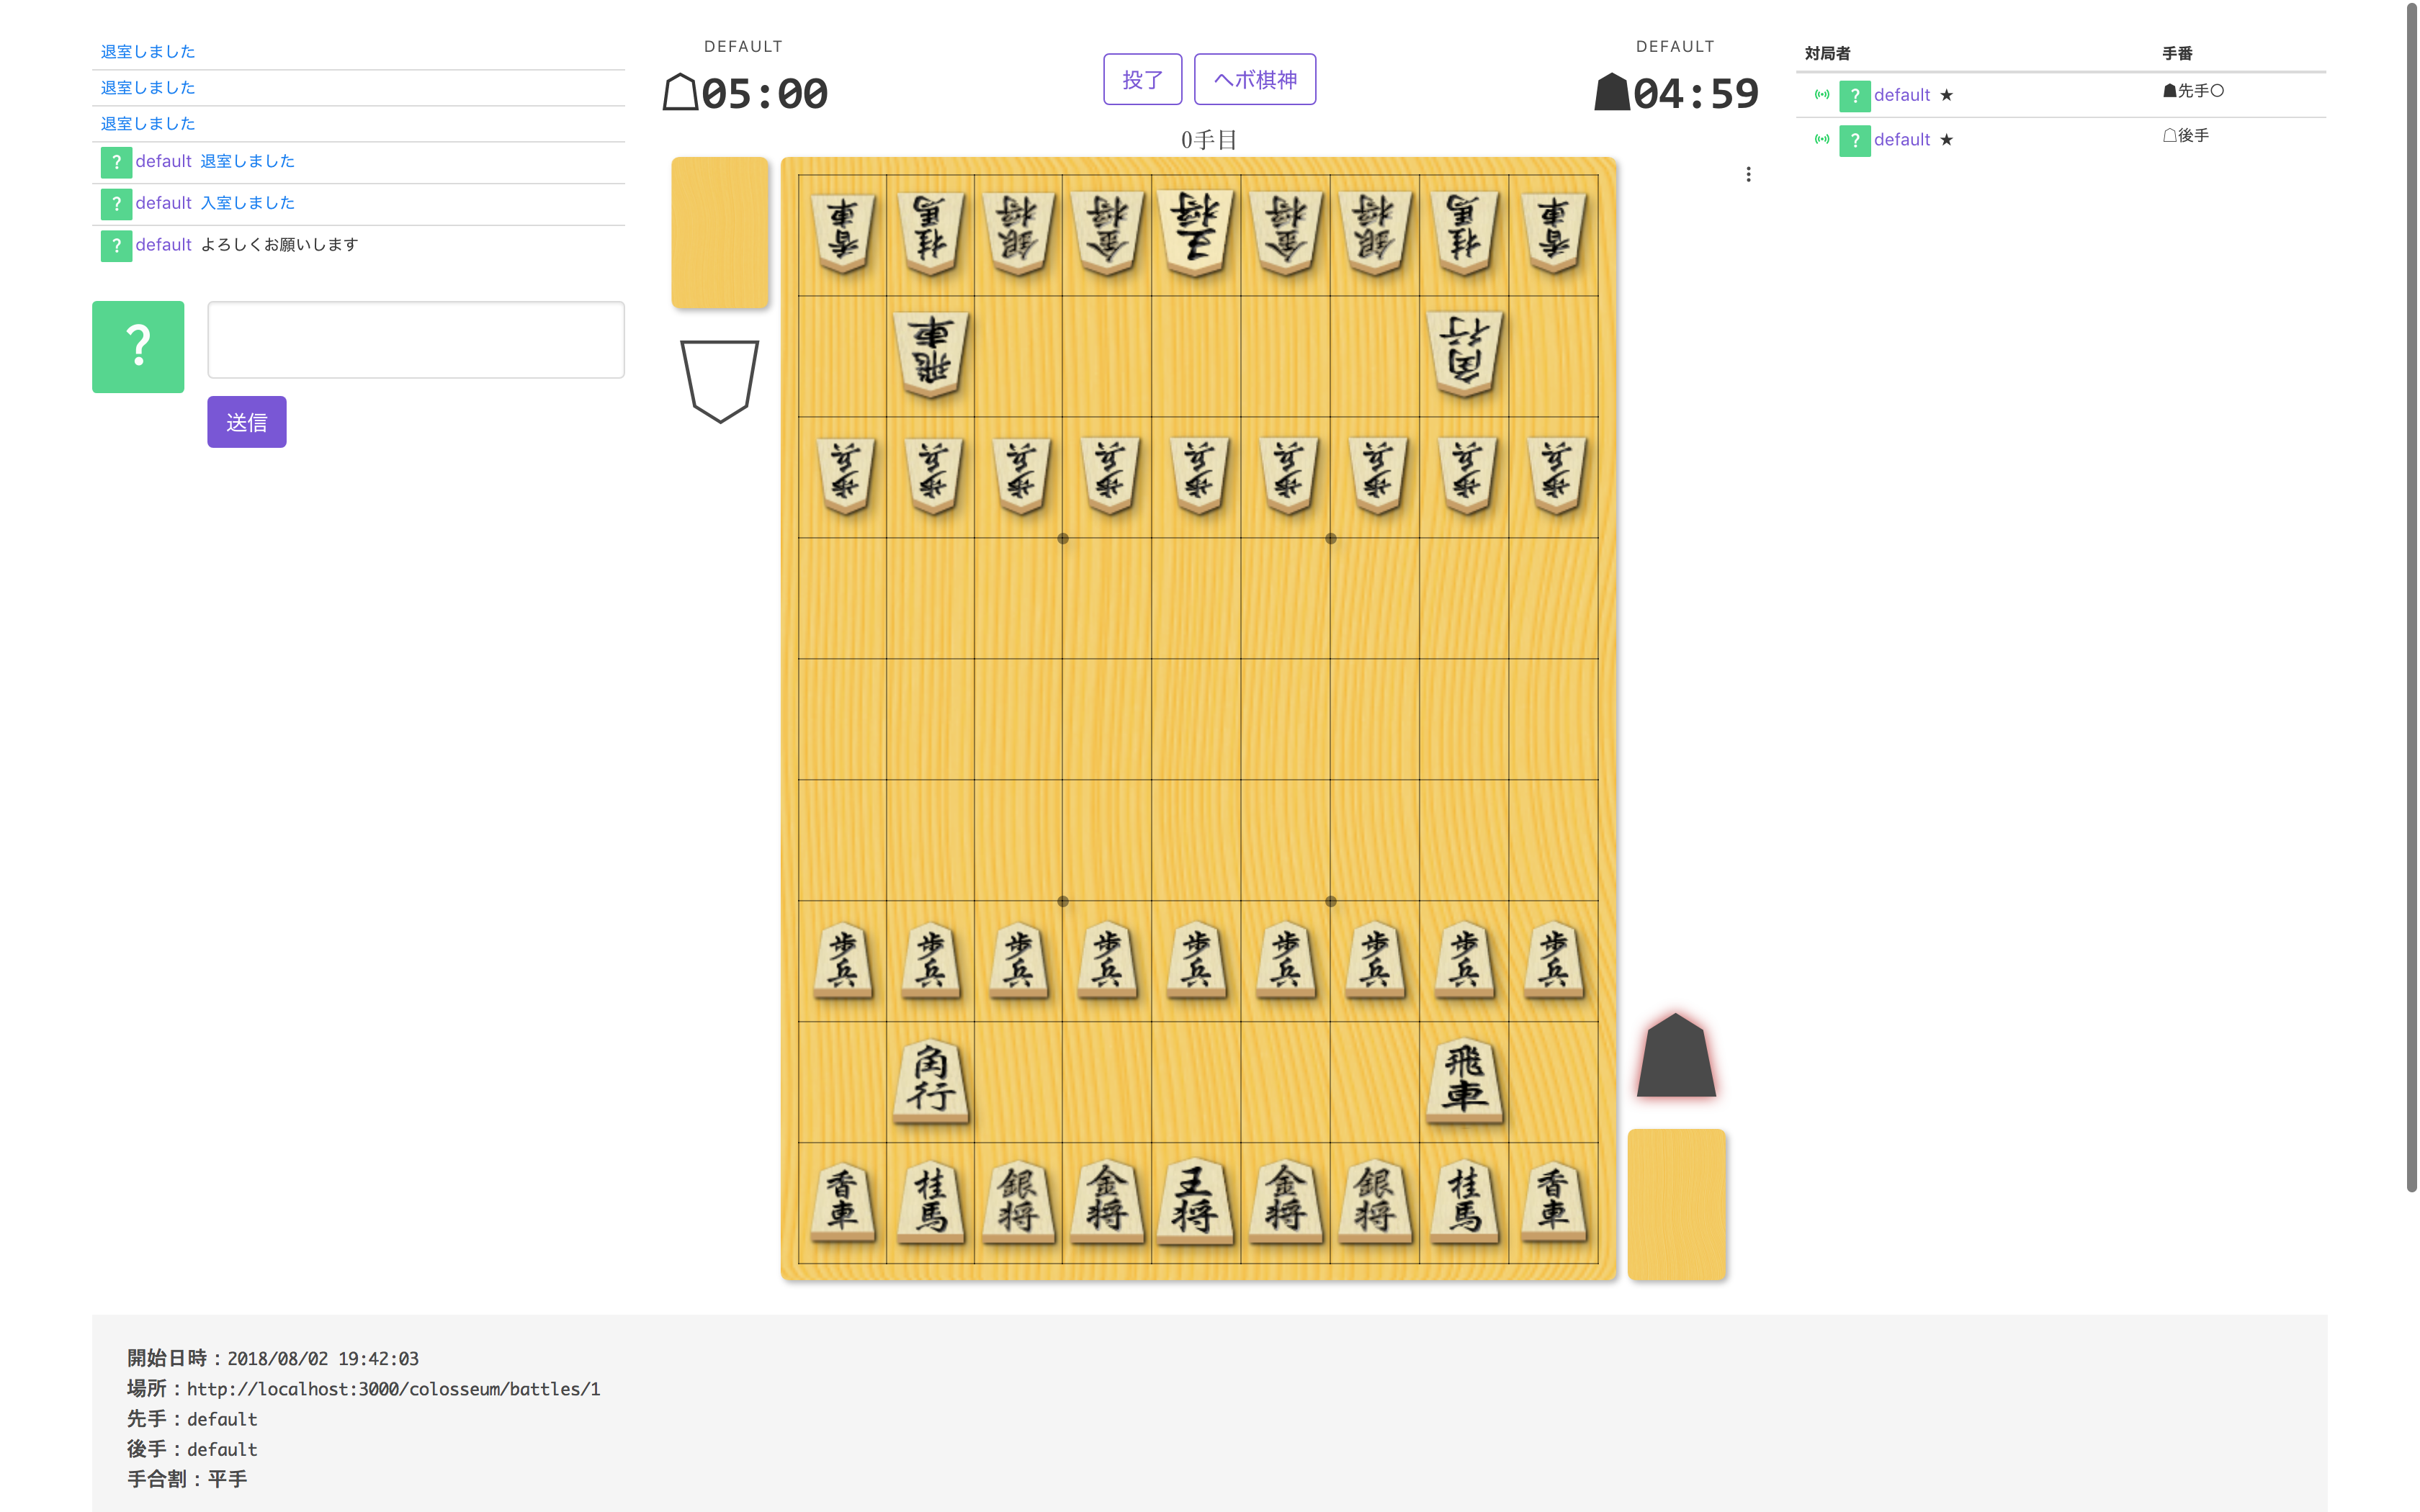 退室しました
退室しました
退室しました
? default 退室しました
? default 入室しました
? default よろしくお願いします
?
送信
DEFAULT
05:00
投了 ヘボ棋神
0手目
DEFAULT
04:59
対局者 手番
? default ★ ☗先手○
? default ★ ☖後手
香車 桂馬 銀将 金将 王将 金将 銀将 桂馬 香車
飛車 角行
歩兵 歩兵 歩兵 歩兵 歩兵 歩兵 歩兵 歩兵 歩兵
歩兵 歩兵 歩兵 歩兵 歩兵 歩兵 歩兵 歩兵 歩兵
角行 飛車
香車 桂馬 銀将 金将 王将 金将 銀将 桂馬 香車
開始日時：2018/08/02 19:42:03
場所：http://localhost:3000/colosseum/battles/1
先手：default
後手：default
手合割：平手